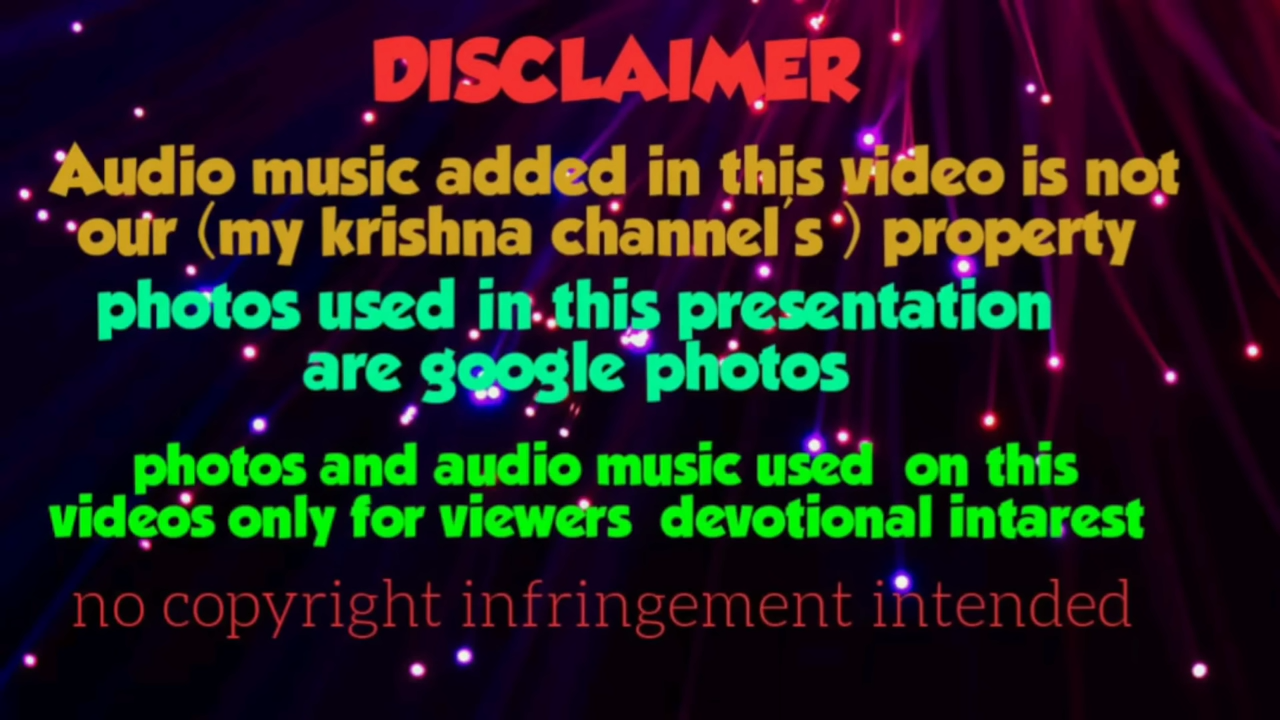 DISCLAIMER
Audio music added in this video is not
our (my krishna channel's ) property
photos used in this presentation
are google photos
photos and audio music used on this
videos only for viewers devotional intarest
no copyright infringement intended